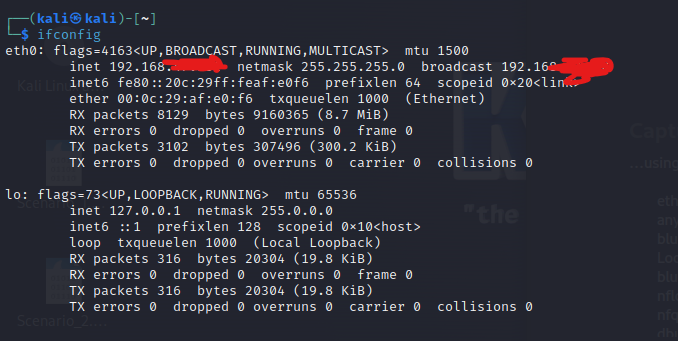 ┌──(kali㉿kali)-[~]
└─$ ifconfig
eth0: flags=4163<UP,BROADCAST,RUNNING,MULTICAST>  mtu 1500
        inet 192.168.  netmask 255.255.255.0  broadcast 192.168
        inet6 fe80::20c:29ff:feaf:e0f6  prefixlen 64  scopeid 0×20<link>
        ether 00:0c:29:af:e0:f6  txqueuelen 1000  (Ethernet)
        RX packets 8129  bytes 9160365 (8.7 MiB)
        RX errors 0  dropped 0  overruns 0  frame 0
        TX packets 3102  bytes 307496 (300.2 KiB)
        TX errors 0  dropped 0 overruns 0  carrier 0  collisions 0

lo: flags=73<UP,LOOPBACK,RUNNING>  mtu 65536
        inet 127.0.0.1  netmask 255.0.0.0
        inet6 ::1  prefixlen 128  scopeid 0×10<host>
        loop  txqueuelen 1000  (Local Loopback)
        RX packets 316  bytes 20304 (19.8 KiB)
        RX errors 0  dropped 0  overruns 0  frame 0
        TX packets 316  bytes 20304 (19.8 KiB)
        TX errors 0  dropped 0 overruns 0  carrier 0  collisions 0
Kali Lin
"the
...using
Scenario_2....